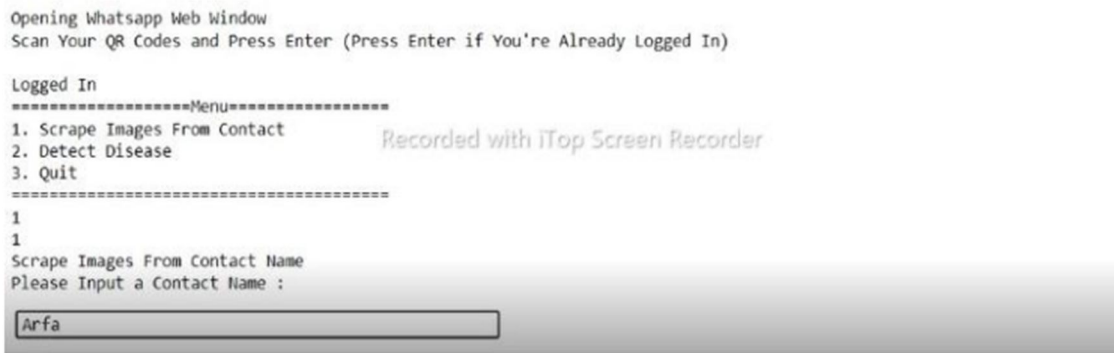 Opening Whatsapp Web Window
Scan Your QR Codes and Press Enter (Press Enter if You're Already Logged In)
Logged In
===================Menu=================
1. Scrape Images From Contact
Recorded with iTop Screen Recorder
2. Detect Disease
3. Quit
========================================
1
1
Scrape Images From Contact Name
Please Input a Contact Name :
Arfa